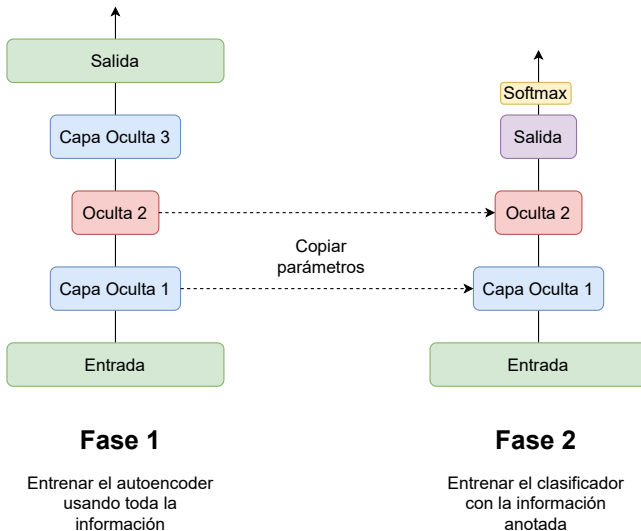 Salida
Capa Oculta 3
Oculta 2
Capa Oculta 1
Entrada
Copiar
parámetros
Softmax
Salida
Oculta 2
Capa Oculta 1
Entrada
Fase 1
Entrenar el autoencoder
usando toda la
información
Fase 2
Entrenar el clasificador
con la información
anotada